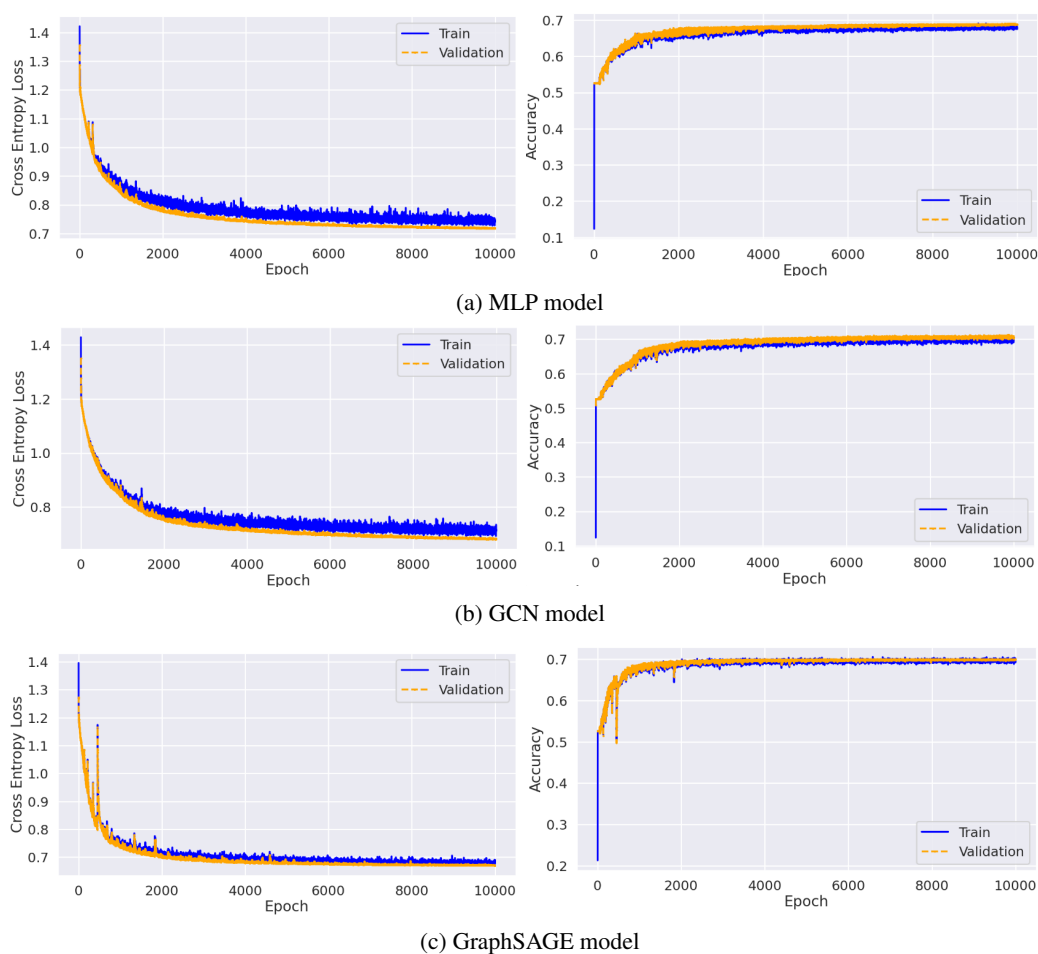 1.4
1.3
1.2
1.1
1.0
0.9
0.8
0.7
Cross Entropy Loss
Train
Validation
0 2000 4000 6000 8000 10000
Epoch
0.7
0.6
0.5
0.4
0.3
0.2
0.1
Accuracy
Train
Validation
0 2000 4000 6000 8000 10000
Epoch
(a) MLP model
1.4
1.2
1.0
0.8
Cross Entropy Loss
Train
Validation
0 2000 4000 6000 8000 10000
Epoch
0.7
0.6
0.5
0.4
0.3
0.2
0.1
Accuracy
Train
Validation
0 2000 4000 6000 8000 10000
Epoch
(b) GCN model
1.4
1.3
1.2
1.1
1.0
0.9
0.8
0.7
Cross Entropy Loss
Train
Validation
0 2000 4000 6000 8000 10000
Epoch
0.7
0.6
0.5
0.4
0.3
0.2
Accuracy
Train
Validation
0 2000 4000 6000 8000 10000
Epoch
(c) GraphSAGE model